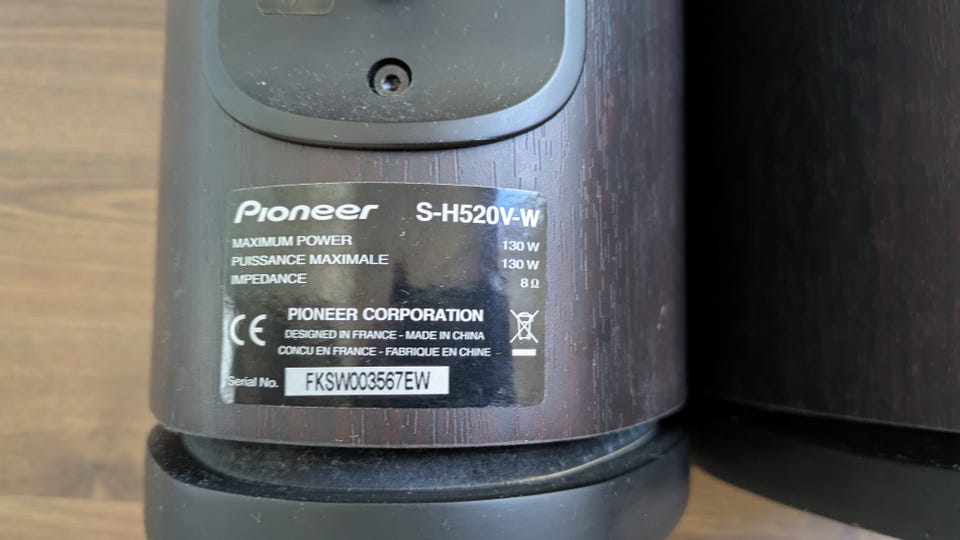 Pioneer S-H520V-W
MAXIMUM POWER 130 W
PUISSANCE MAXIMALE 130 W
IMPEDANCE 8 Ω
PIONEER CORPORATION
CE
DESIGNED IN FRANCE - MADE IN CHINA
CONCU EN FRANCE - FABRIQUE EN CHINE
Serial No. FKSW003567EW